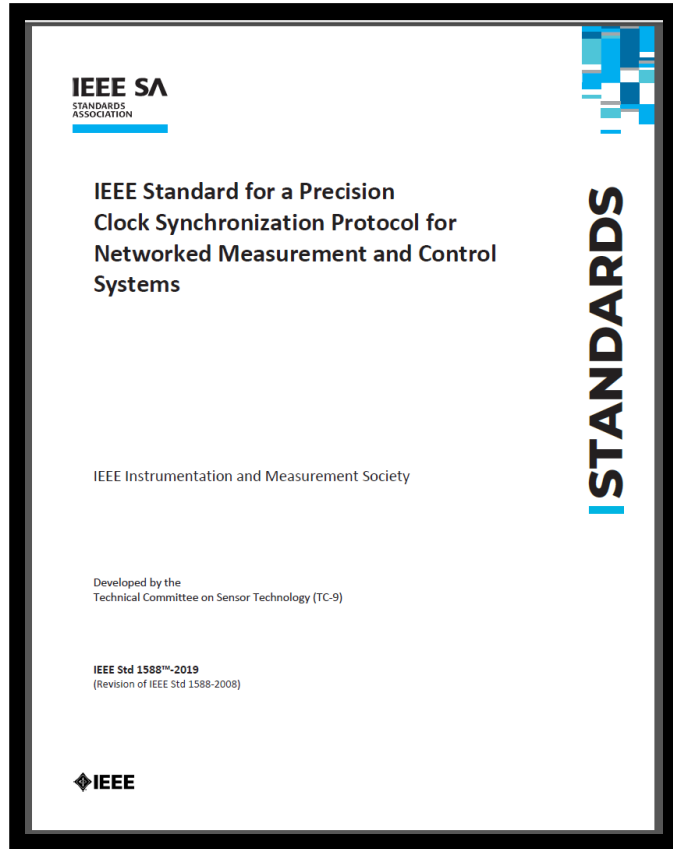 IEEE SA
STANDARDS
ASSOCIATION
IEEE Standard for a Precision
Clock Synchronization Protocol for
Networked Measurement and Control
Systems
STANDARDS
IEEE Instrumentation and Measurement Society
Developed by the
Technical Committee on Sensor Technology (TC-9)
IEEE Std 1588™-2019
(Revision of IEEE Std 1588-2008)
IEEE